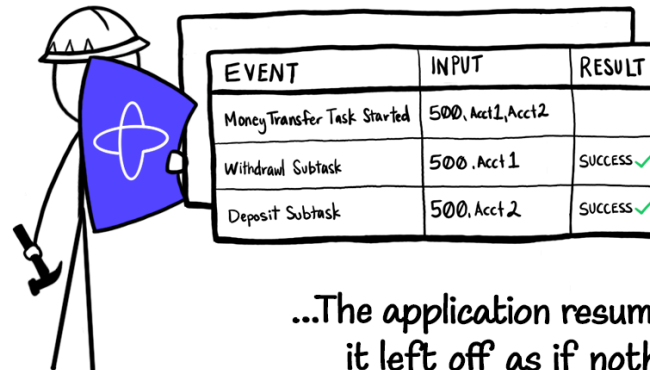 EVENT INPUT RESULT
MoneyTransfer Task Started 500, Acct1, Acct2
Withdrawl Subtask 500, Acct1 SUCCESS ✓
Deposit Subtask 500, Acct2 SUCCESS ✓
...The application resum
it left off as if noth